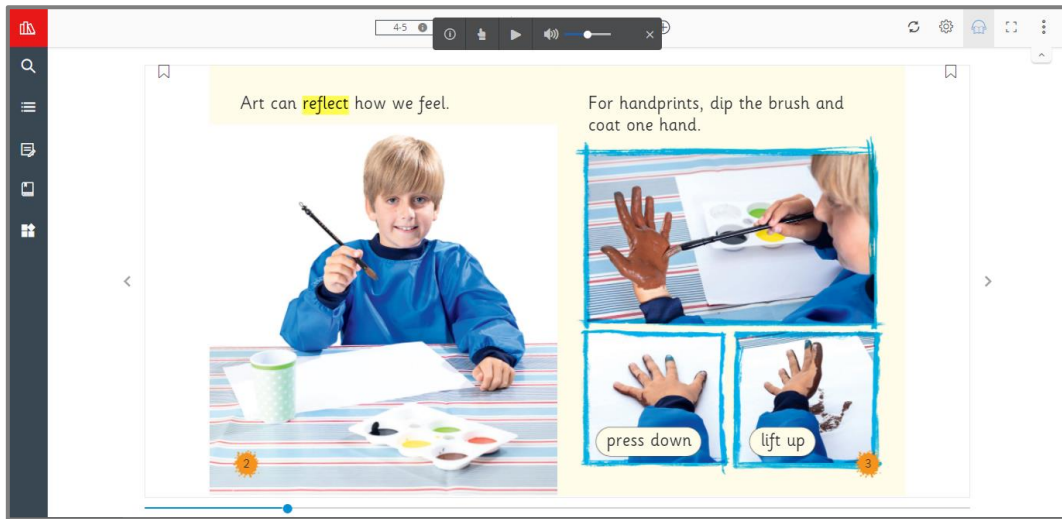 4-5
Art can reflect how we feel.
2
For handprints, dip the brush and
coat one hand.
press down
lift up
3